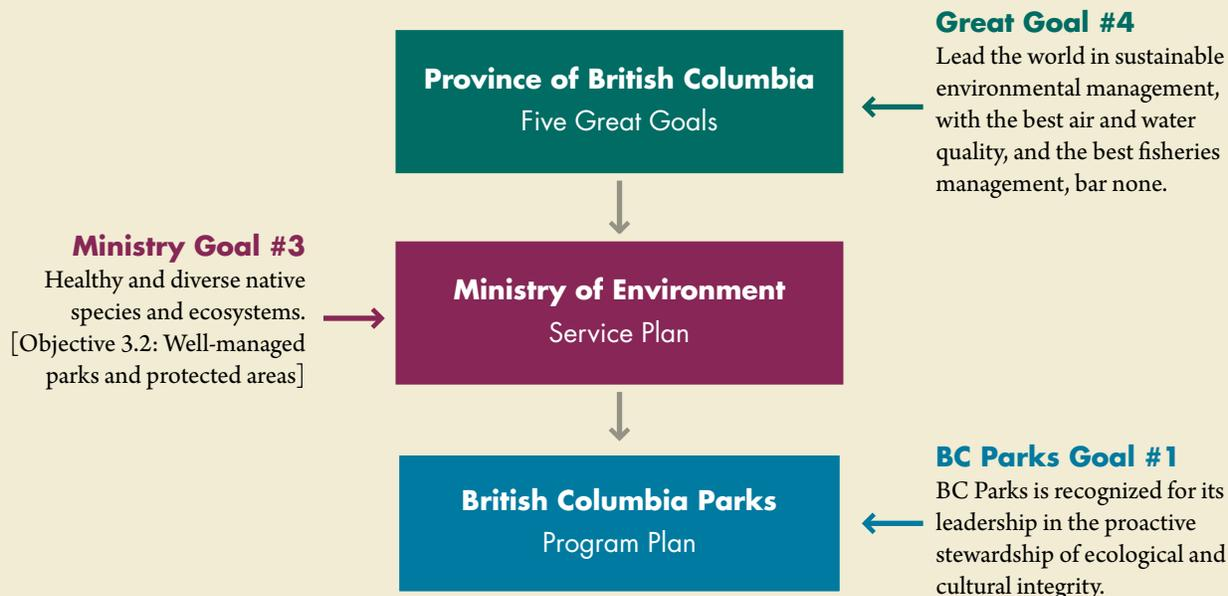 Great Goal #4
Lead the world in sustainable
environmental management,
with the best air and water
quality, and the best fisheries
management, bar none.
Province of British Columbia
Five Great Goals
Ministry Goal #3
Healthy and diverse native
species and ecosystems.
[Objective 3.2: Well-managed
parks and protected areas]
Ministry of Environment
Service Plan
BC Parks Goal #1
BC Parks is recognized for its
leadership in the proactive
stewardship of ecological and
cultural integrity.
British Columbia Parks
Program Plan